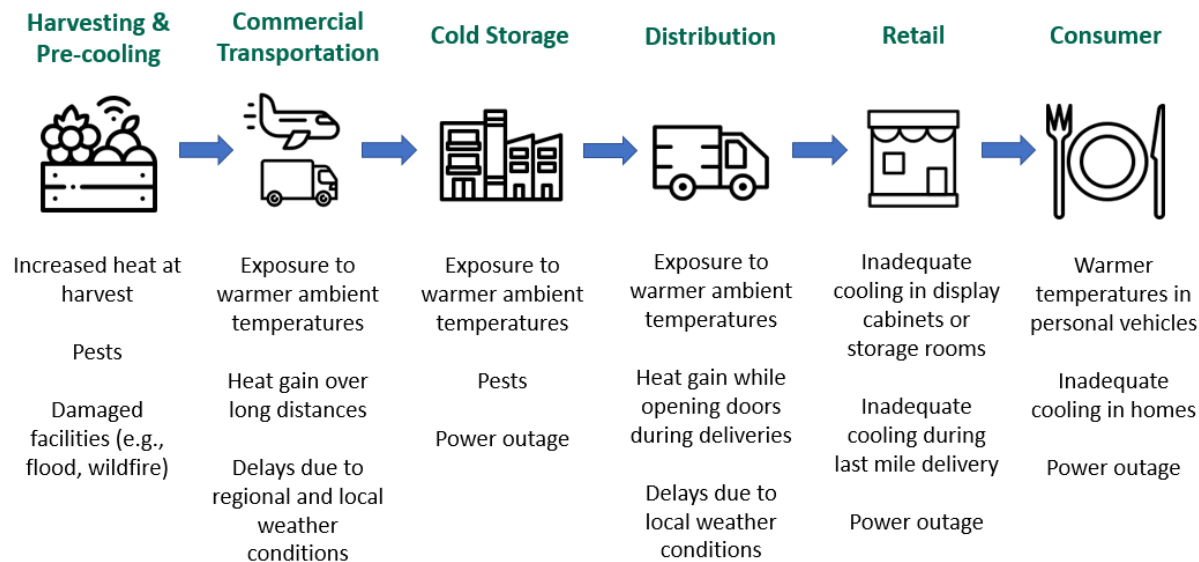 Harvesting &
Pre-cooling
Commercial
Transportation
Cold Storage
Distribution
Retail
Consumer
Increased heat at
harvest
Pests
Damaged
facilities (e.g.,
flood, wildfire)
Exposure to
warmer ambient
temperatures
Heat gain over
long distances
Delays due to
regional and local
weather
conditions
Exposure to
warmer ambient
temperatures
Pests
Power outage
Exposure to
warmer ambient
temperatures
Heat gain while
opening doors
during deliveries
Delays due to
local weather
conditions
Inadequate
cooling in display
cabinets or
storage rooms
Inadequate
cooling during
last mile delivery
Power outage
Warmer
temperatures in
personal vehicles
Inadequate
cooling in homes
Power outage